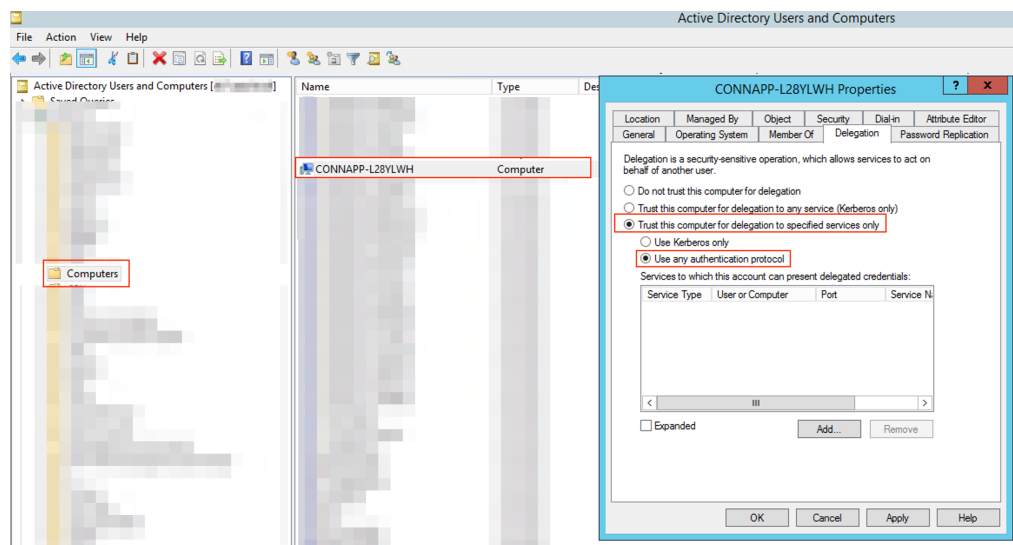 Active Directory Users and Computers
File Action View Help
Active Directory Users and Computers [ ]
Saved Queries
Computers
Name Type Des
CONNAPP-L28YLWH Computer
CONNAPP-L28YLWH Properties ? x
Location Managed By Object Security Dial-in Attribute Editor
General Operating System Member Of Delegation Password Replication
Delegation is a security-sensitive operation, which allows services to act on
behalf of another user.
Do not trust this computer for delegation
Trust this computer for delegation to any service (Kerberos only)
Trust this computer for delegation to specified services only
Use Kerberos only
Use any authentication protocol
Services to which this account can present delegated credentials:
Service Type User or Computer Port Service Na
Expanded
Add... Remove
OK Cancel Apply Help